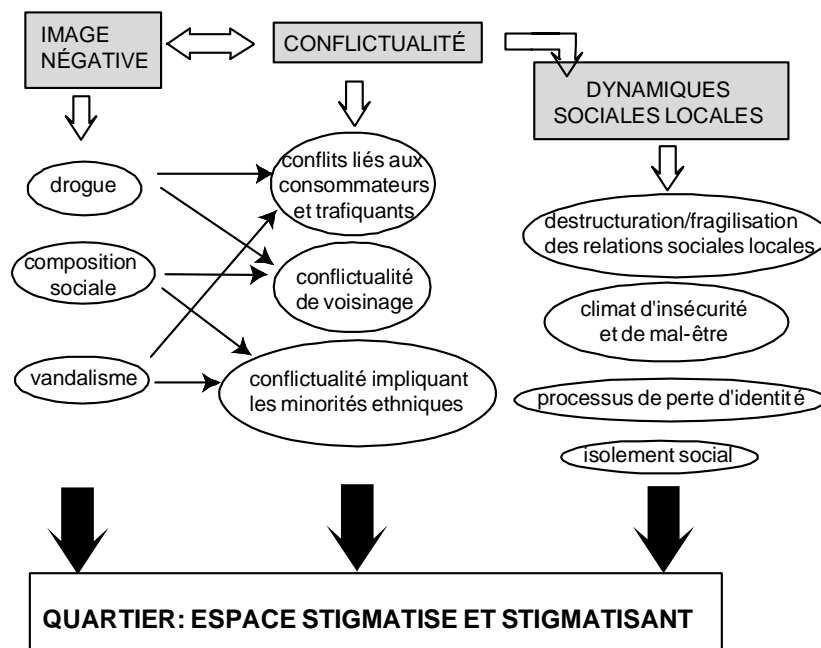 IMAGE
NÉGATIVE
CONFLICTUALITÉ
DYNAMIQUES
SOCIALES LOCALES
drogue
composition
sociale
vandalisme
conflits liés aux
consommateurs
et trafiquants
conflictualité
de voisinage
conflictualité impliquant
les minorités ethniques
destructuration/fragilisation
des relations sociales locales
climat d'insécurité
et de mal-être
processus de perte d'identité
isolement social
QUARTIER: ESPACE STIGMATISE ET STIGMATISANT